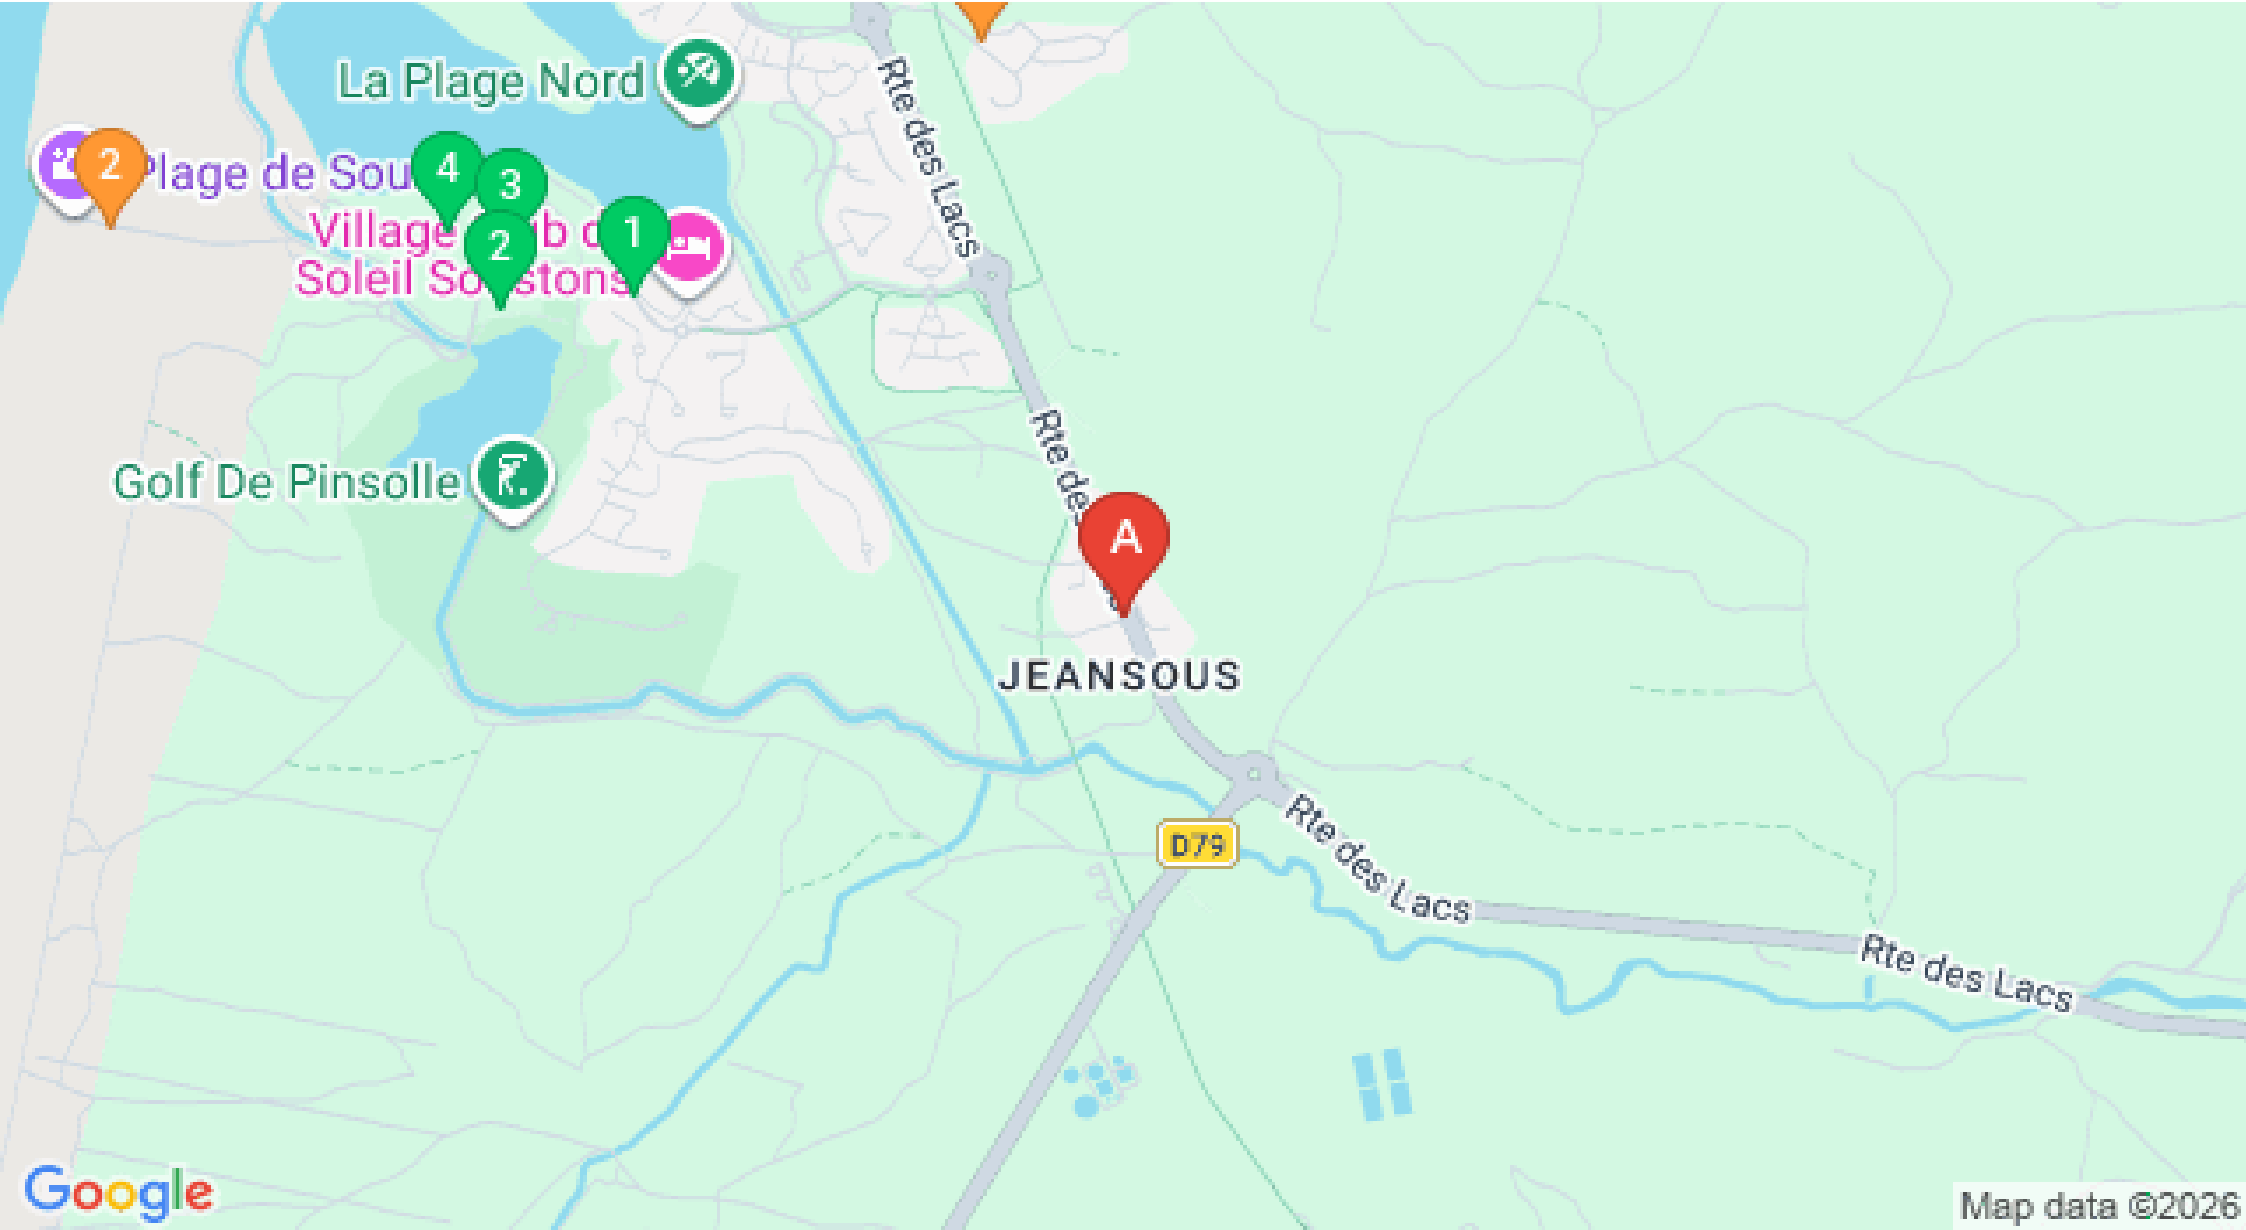 La Plage Nord
Rte des Lacs
2
Plage de Sou
4
3
1
2
Village
Soleil So
stons
Golf De Pinsolle
Rte des
A
JEANSOUS
D79
Rte des Lacs
Rte des Lacs
Google
Map data ©2026